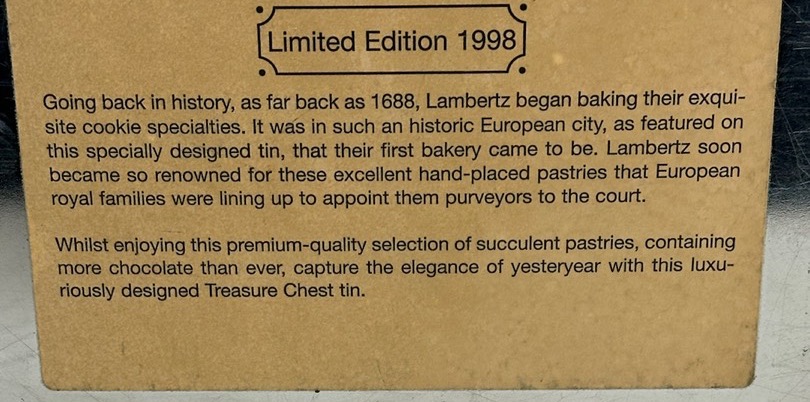 Limited Edition 1998
Going back in history, as far back as 1688, Lambertz began baking their exqui-
site cookie specialties. It was in such an historic European city, as featured on
this specially designed tin, that their first bakery came to be. Lambertz soon
became so renowned for these excellent hand-placed pastries that European
royal families were lining up to appoint them purveyors to the court.
Whilst enjoying this premium-quality selection of succulent pastries, containing
more chocolate than ever, capture the elegance of yesteryear with this luxu-
riously designed Treasure Chest tin.